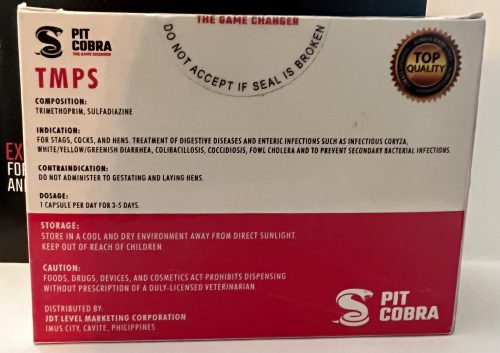 THE GAME CHANGER
DO NOT ACCEPT IF SEAL IS BROKEN
PIT
COBRA
THE GAME CHANGER
TOP
QUALITY
TMPS
COMPOSITION:
TRIMETHOPRIM, SULFADIAZINE
INDICATION:
FOR STAGS, COCKS, AND HENS. TREATMENT OF DIGESTIVE DISEASES AND ENTERIC INFECTIONS SUCH AS INFECTIOUS CORYZA,
WHITE/YELLOW/GREENISH DIARRHEA, COLIBACILLOSIS, COCCIDIOSIS, FOWL CHOLERA AND TO PREVENT SECONDARY BACTERIAL INFECTIONS.
CONTRAINDICATION:
DO NOT ADMINISTER TO GESTATING AND LAYING HENS.
DOSAGE:
1 CAPSULE PER DAY FOR 3-5 DAYS.
STORAGE:
STORE IN A COOL AND DRY ENVIRONMENT AWAY FROM DIRECT SUNLIGHT.
KEEP OUT OF REACH OF CHILDREN.
CAUTION:
FOODS, DRUGS, DEVICES, AND COSMETICS ACT PROHIBITS DISPENSING
WITHOUT PRESCRIPTION OF A DULY-LICENSED VETERINARIAN.
DISTRIBUTED BY:
JDT LEVEL MARKETING CORPORATION
IMUS CITY, CAVITE, PHILIPPINES
PIT
COBRA
EX
FO
AN